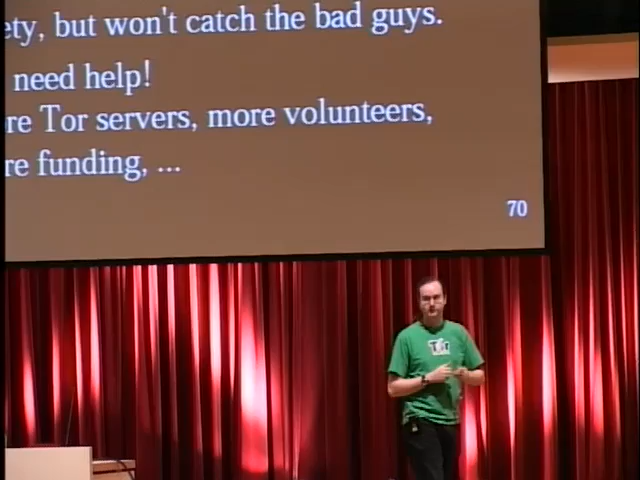 ety, but won't catch the bad guys.
need help!
re Tor servers, more volunteers,
re funding, ...
70